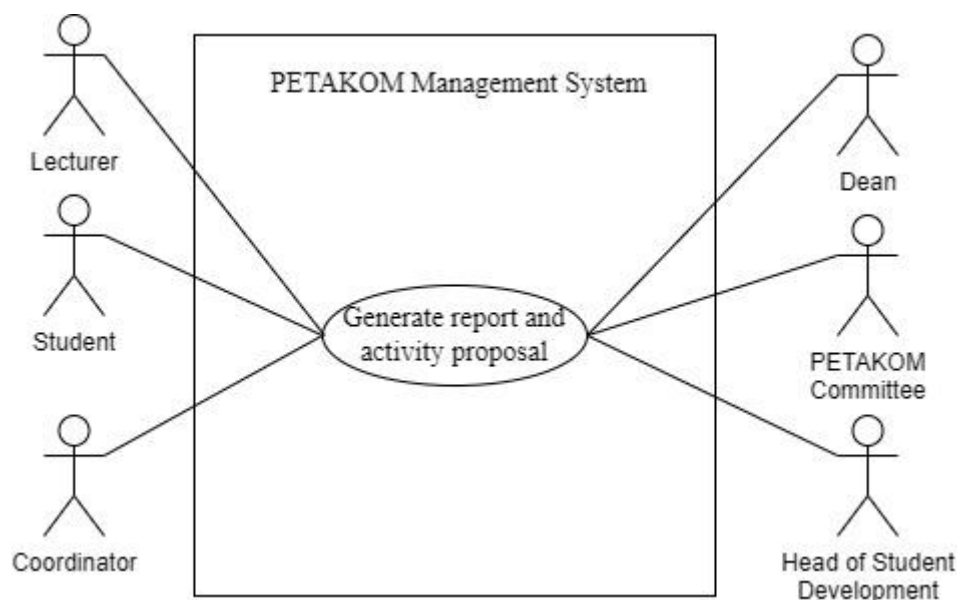 PETAKOM Management System
Lecturer
Dean
Student
Generate report and
activity proposal
PETAKOM
Committee
Coordinator
Head of Student
Development